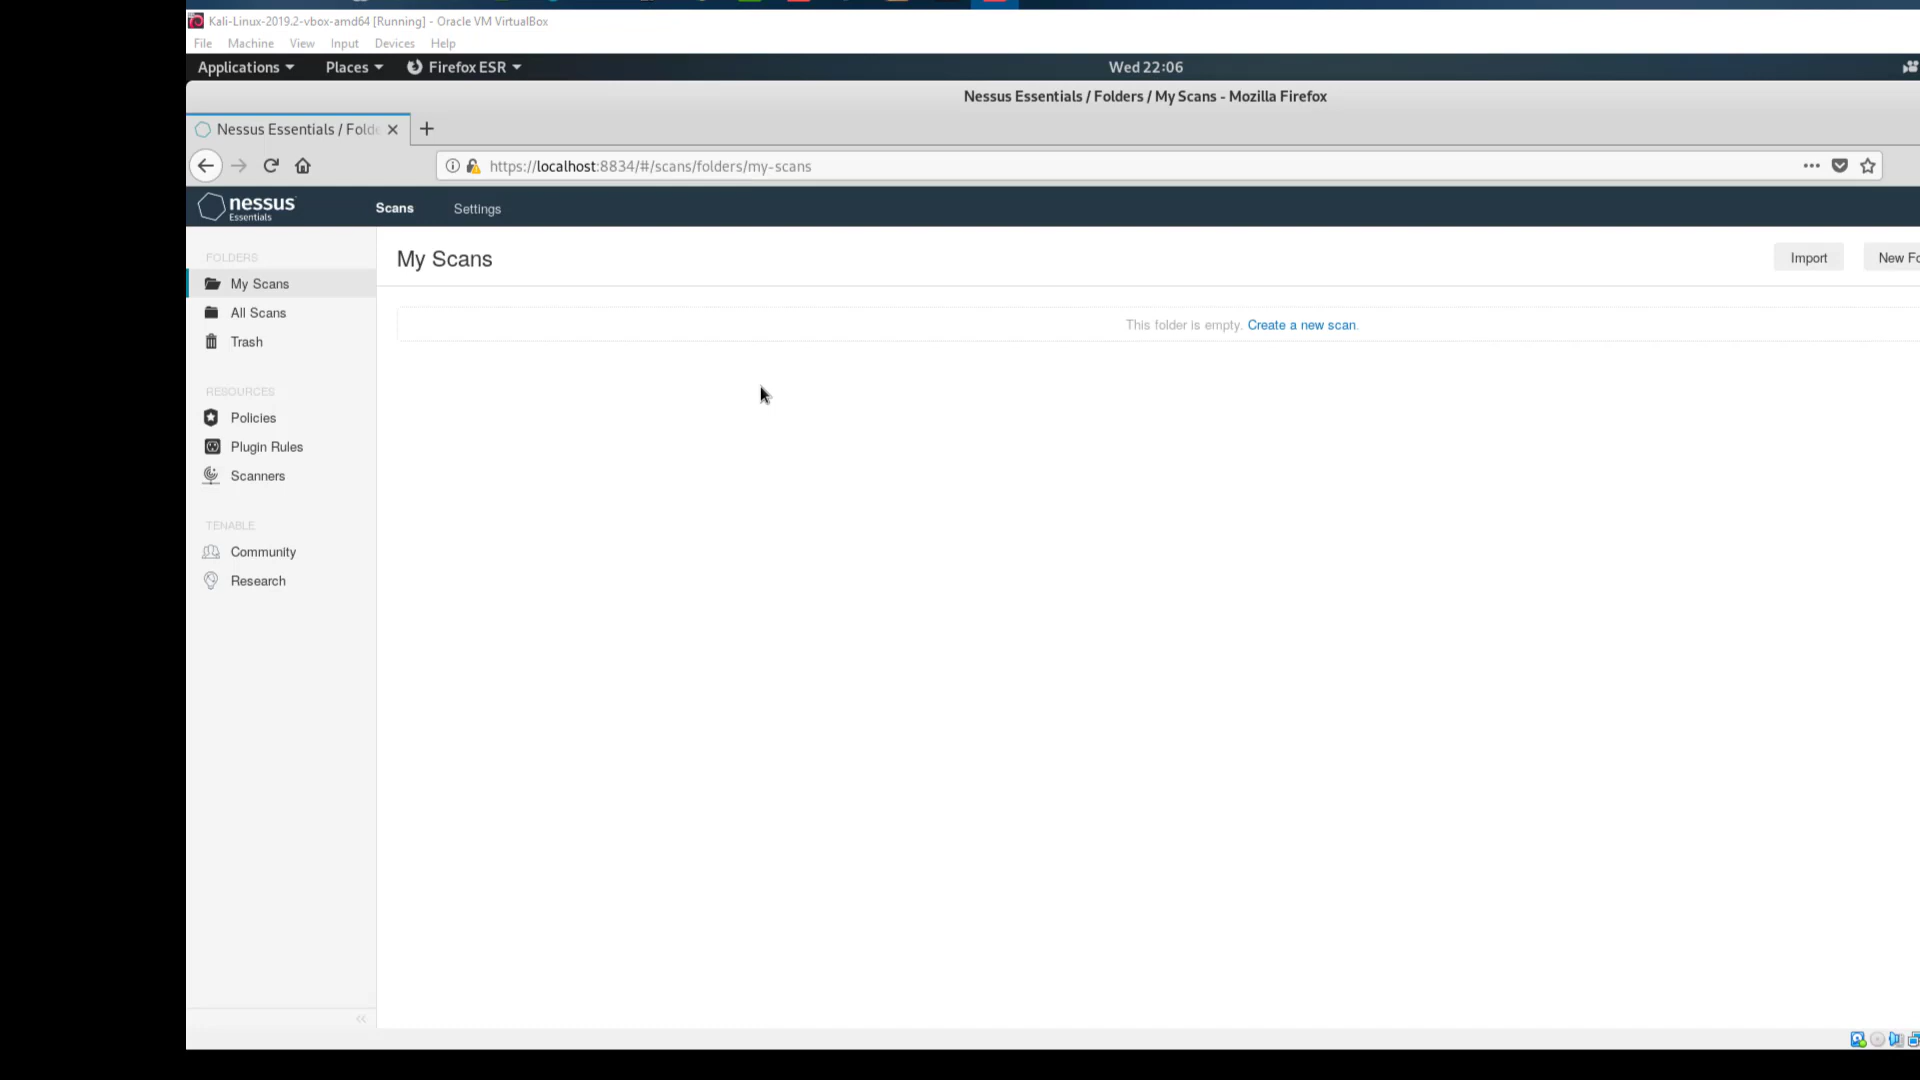 Kali-Linux-2019.2-vbox-amd64 [Running] - Oracle VM VirtualBox
File Machine View Input Devices Help
Applications Places Firefox ESR Wed 22:06
Nessus Essentials / Folders / My Scans - Mozilla Firefox
Nessus Essentials / Folde
https://localhost:8834/#/scans/folders/my-scans
nessus
Essentials
Scans Settings
FOLDERS
My Scans
All Scans
Trash
RESOURCES
Policies
Plugin Rules
Scanners
TENABLE
Community
Research
My Scans
Import New Fo
This folder is empty. Create a new scan.